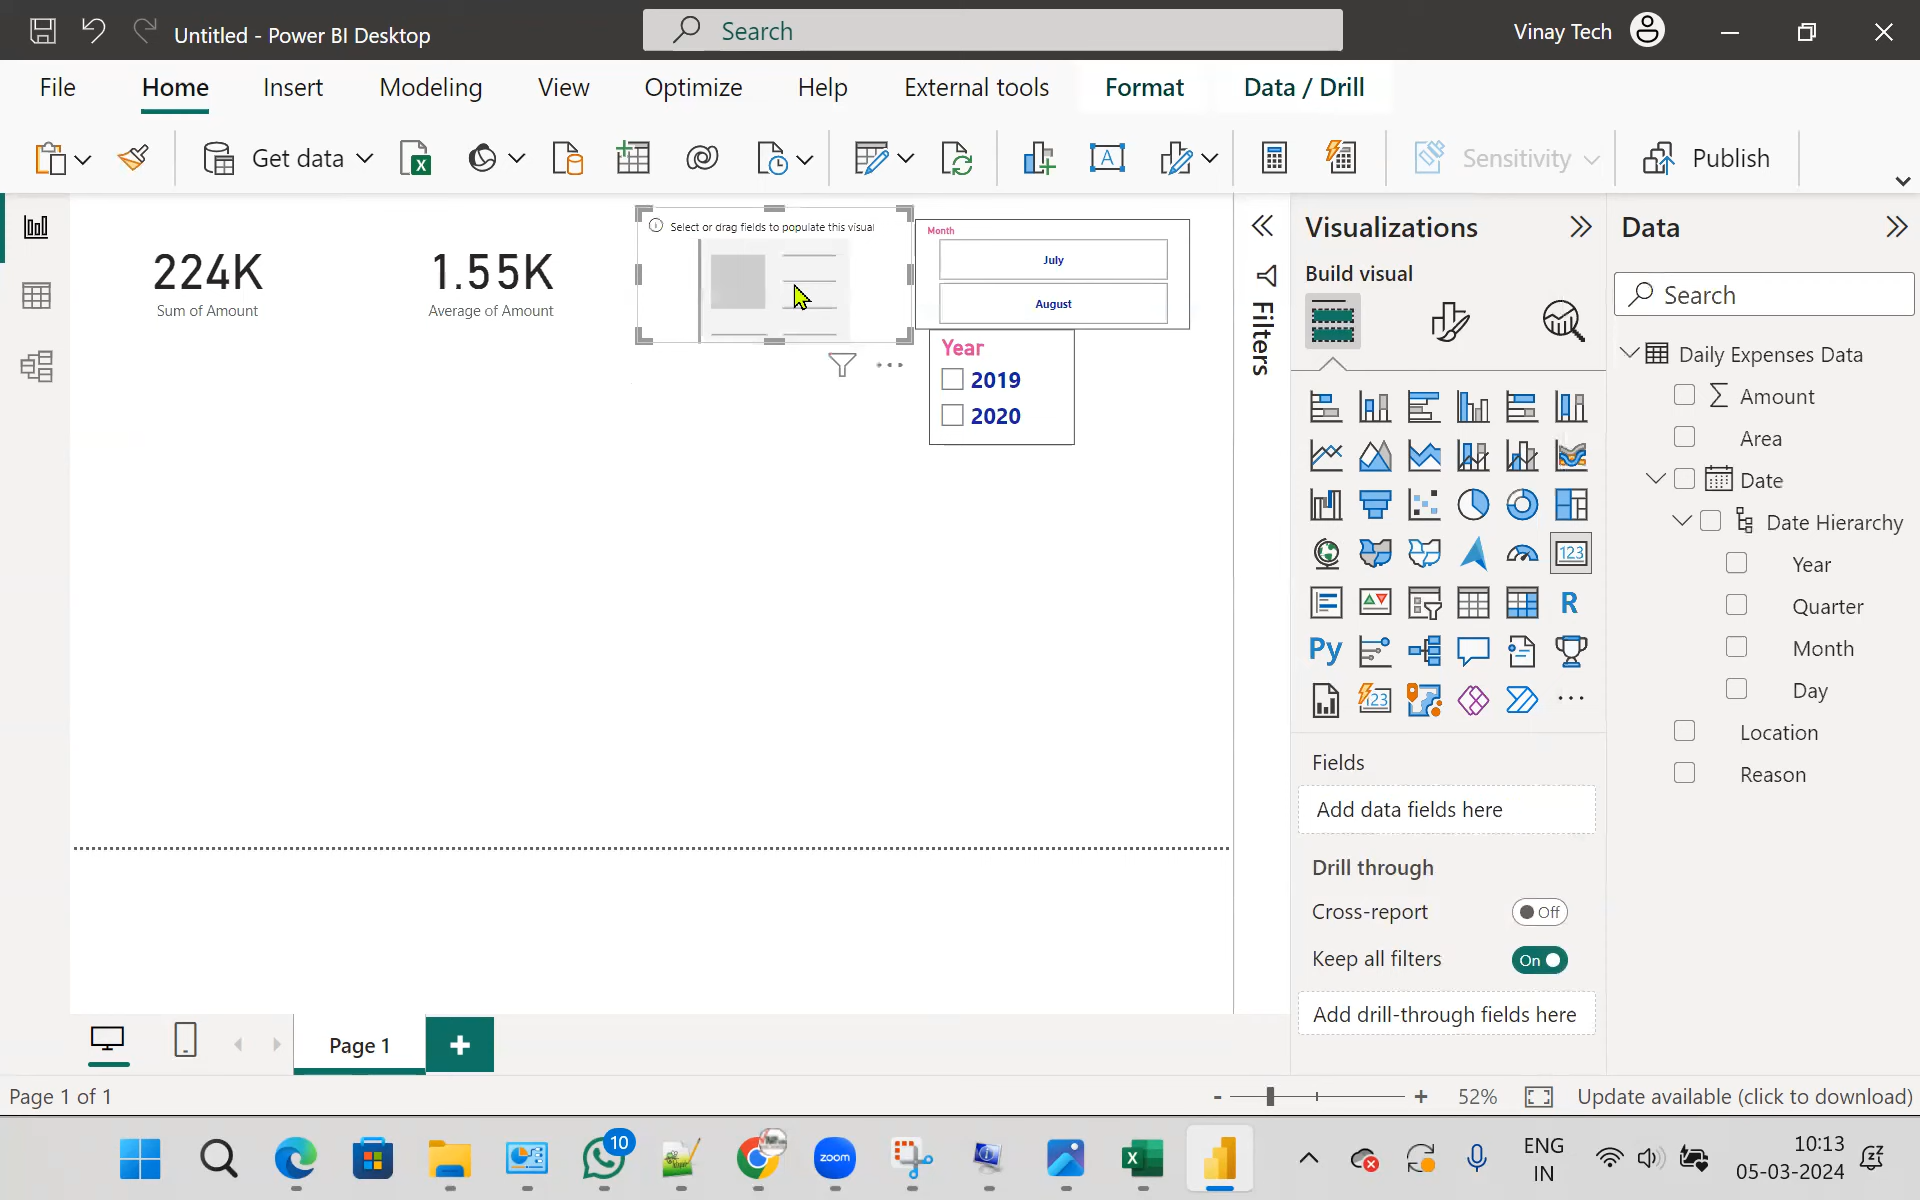 Untitled - Power BI Desktop
Search
Vinay Tech
File
Home
Insert
Modeling
View
Optimize
Help
External tools
Format
Data / Drill
Get data
Sensitivity
Publish
224K
Sum of Amount
1.55K
Average of Amount
Select or drag fields to populate this visual
Month
July
August
Year
2019
2020
Filters
Visualizations
Build visual
123
R
Py
123
Fields
Add data fields here
Drill through
Cross-report
Off
Keep all filters
On
Add drill-through fields here
Data
Search
Daily Expenses Data
Amount
Area
Date
Date Hierarchy
Year
Quarter
Month
Day
Location
Reason
Page 1
Page 1 of 1
52%
Update available (click to download)
10
zoom
ENG
IN
10:13
05-03-2024